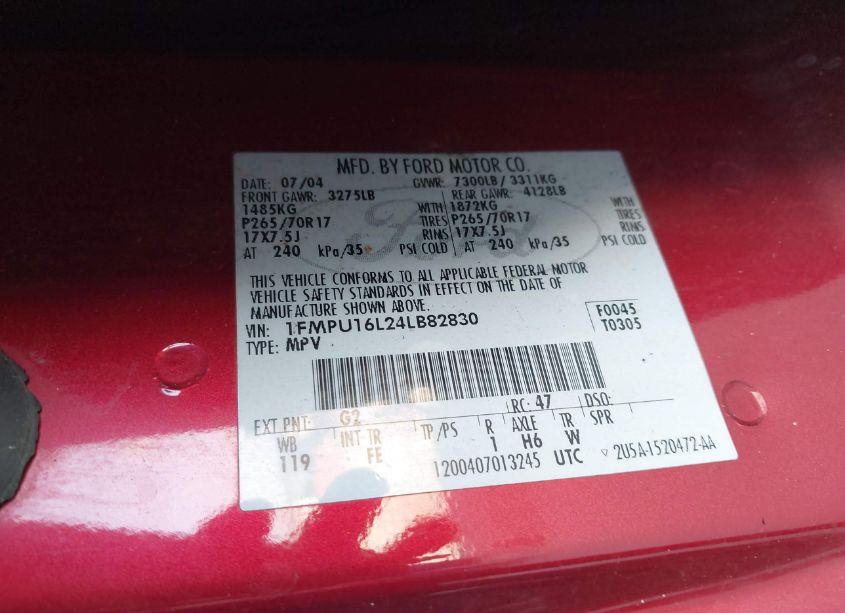 MFD. BY FORD MOTOR CO.
DATE: 07/04 GVWR: 7300LB / 3311KG
FRONT GAWR: 3275LB REAR GAWR: 4128LB
1485KG WITH 1872KG WITH
P265/70R17 TIRES P265/70R17 TIRES
17X7.5J RIMS 17X7.5J RIMS
AT 240 kPa/35 PSI COLD AT 240 kPa/35 PSI COLD
Ford
THIS VEHICLE CONFORMS TO ALL APPLICABLE FEDERAL MOTOR
VEHICLE SAFETY STANDARDS IN EFFECT ON THE DATE OF
MANUFACTURE SHOWN ABOVE.
VIN: 1FMPU16L24LB82830 F0045
TYPE: MPV T0305
EXT PNT: G2 RC: 47 DSO:
WB INT TR TP/PS R AXLE TR SPR
119 FE 1 H6 W
1200407013245 UTC ▽ 2U5A-1520472-AA